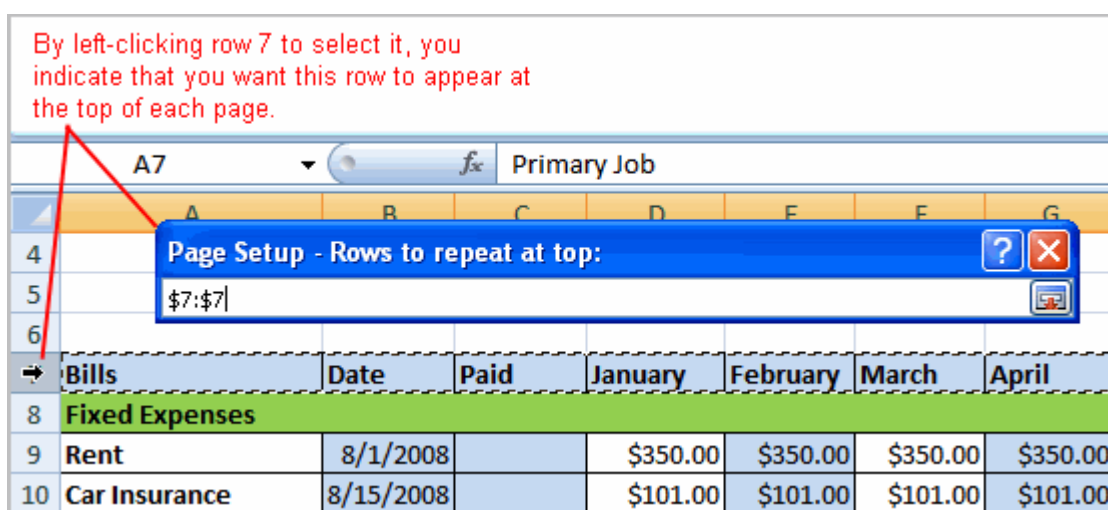 By left-clicking row 7 to select it, you
indicate that you want this row to appear at
the top of each page.
A7 fx Primary Job
A B C D E F G
4 Page Setup - Rows to repeat at top: ?
5 $7:$7
6
Bills Date Paid January February March April
8 Fixed Expenses
9 Rent 8/1/2008 $350.00 $350.00 $350.00 $350.00
10 Car Insurance 8/15/2008 $101.00 $101.00 $101.00 $101.00